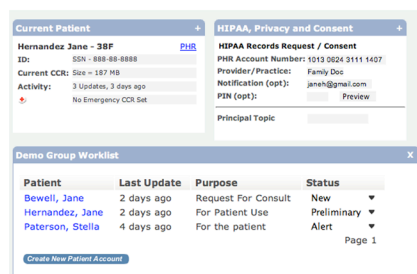 Current Patient +
Hernandez Jane - 38F PHR
ID: SSN - 888-88-8888
Current CCR: Size = 187 MB
Activity: 3 Updates, 3 days ago
No Emergency CCR Set
HIPAA, Privacy and Consent +
HIPAA Records Request / Consent
PHR Account Number: 1013 0624 3111 1407
Provider/Practice: Family Doc
Notification (opt): janeh@gmail.com
PIN (opt): Preview
Principal Topic
Demo Group Worklist X
Patient Last Update Purpose Status
Bewell, Jane 2 days ago Request For Consult New
Hernandez, Jane 2 days ago For Patient Use Preliminary
Paterson, Stella 4 days ago For the patient Alert
Page 1
Create New Patient Account